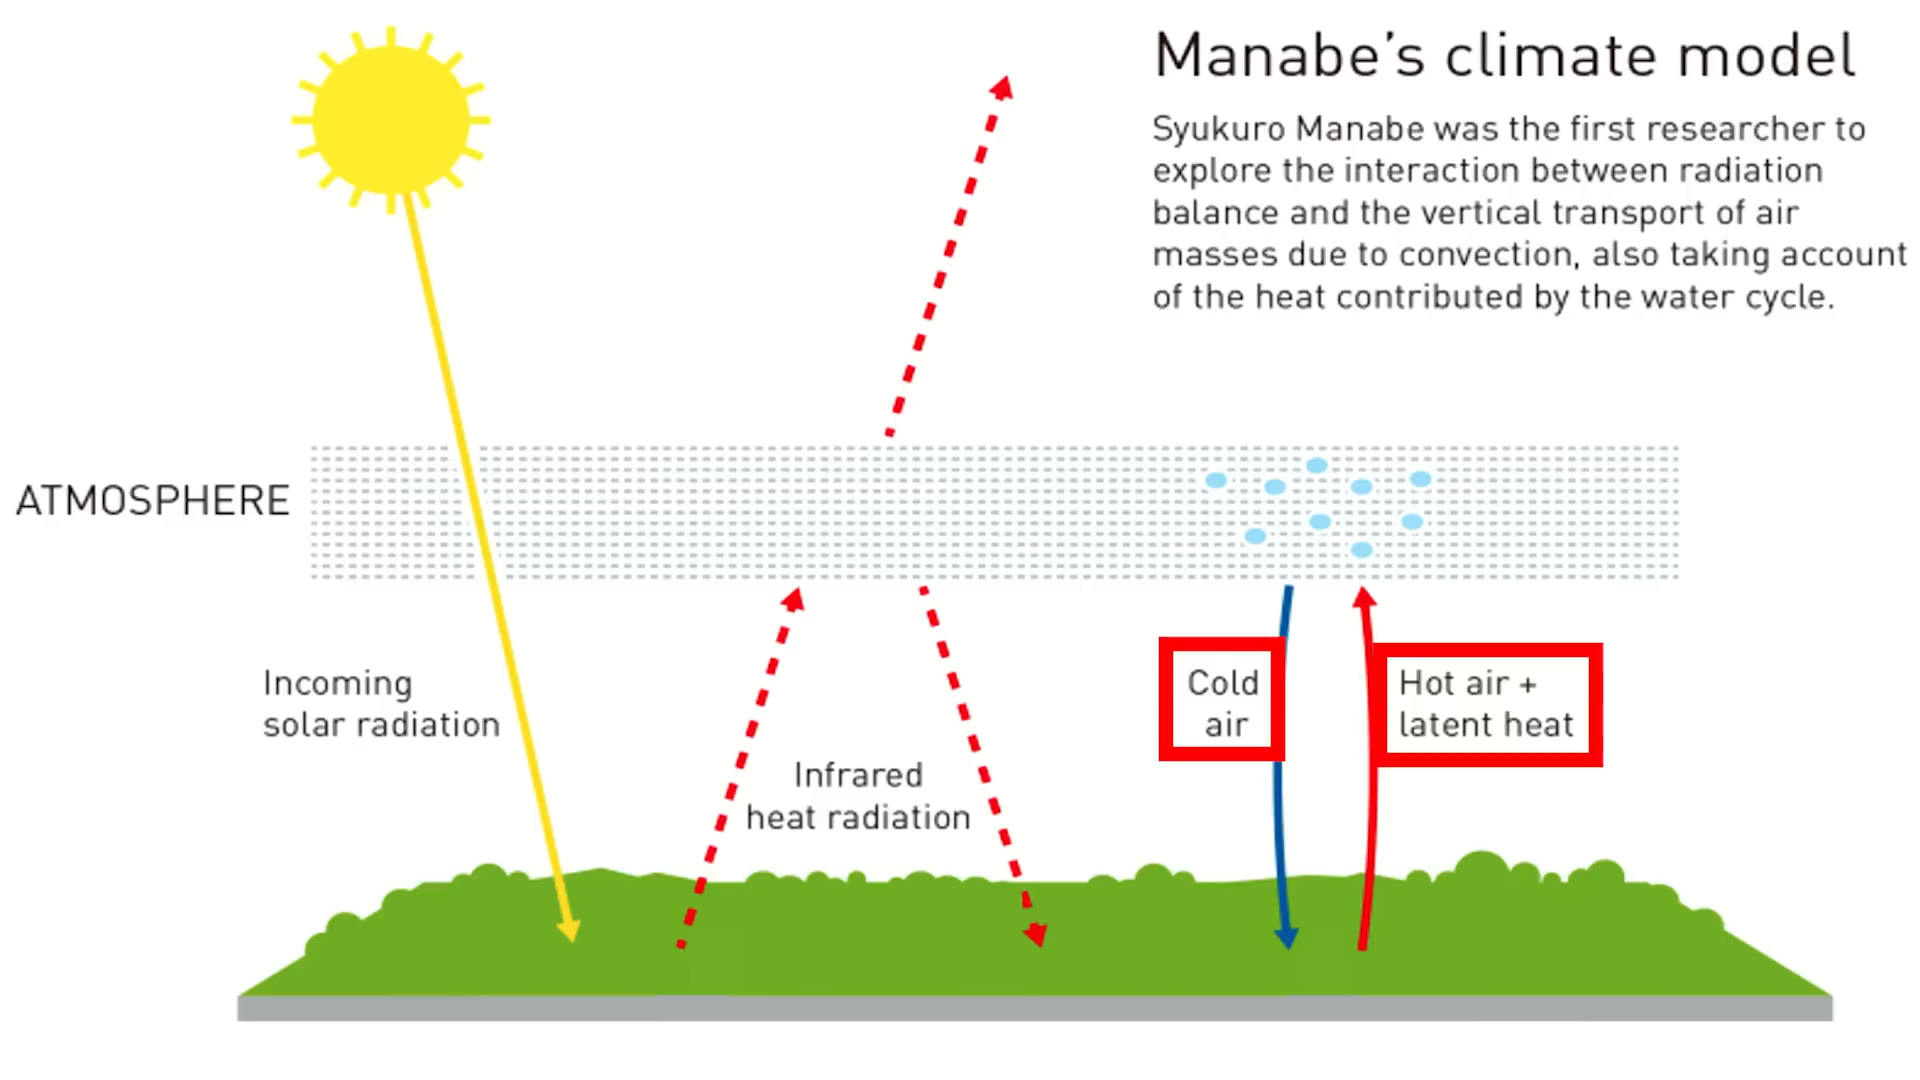 Manabe’s climate model
Syukuro Manabe was the first researcher to
explore the interaction between radiation
balance and the vertical transport of air
masses due to convection, also taking account
of the heat contributed by the water cycle.
ATMOSPHERE
Incoming
solar radiation
Infrared
heat radiation
Cold
air
Hot air +
latent heat